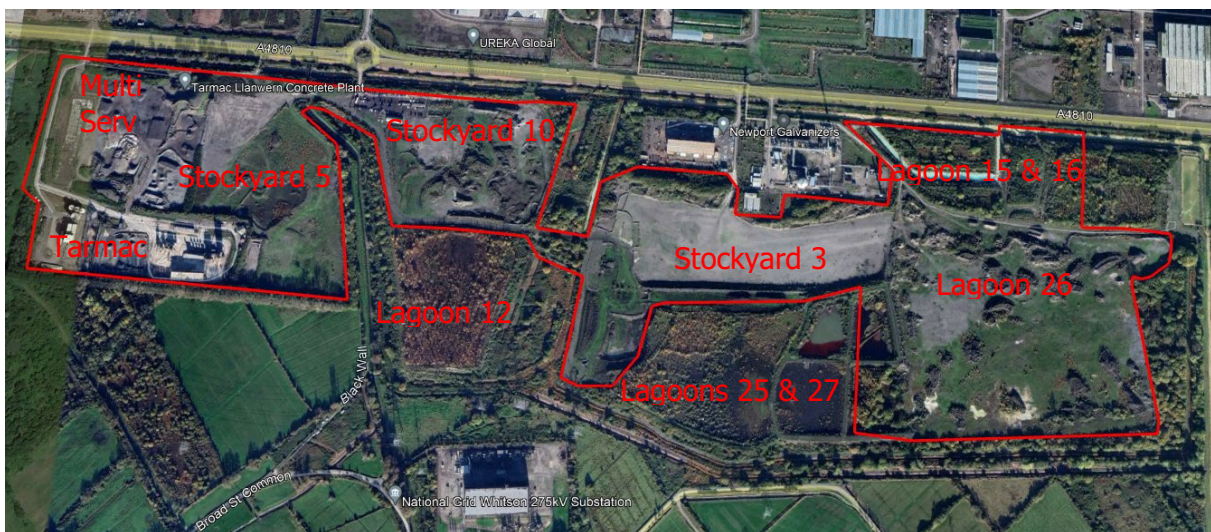 A4810
UREKA Global
Multi
Serv
Tarmac Llanwern Concrete Plant
Stockyard 10
Newport Galvanizers
A4810
Stockyard 5
Lagoon 15 & 16
Tarmac
Stockyard 3
Lagoon 26
Lagoon 12
Black Wall
Lagoons 25 & 27
Broad St Common
National Grid Whitson 275kV Substation